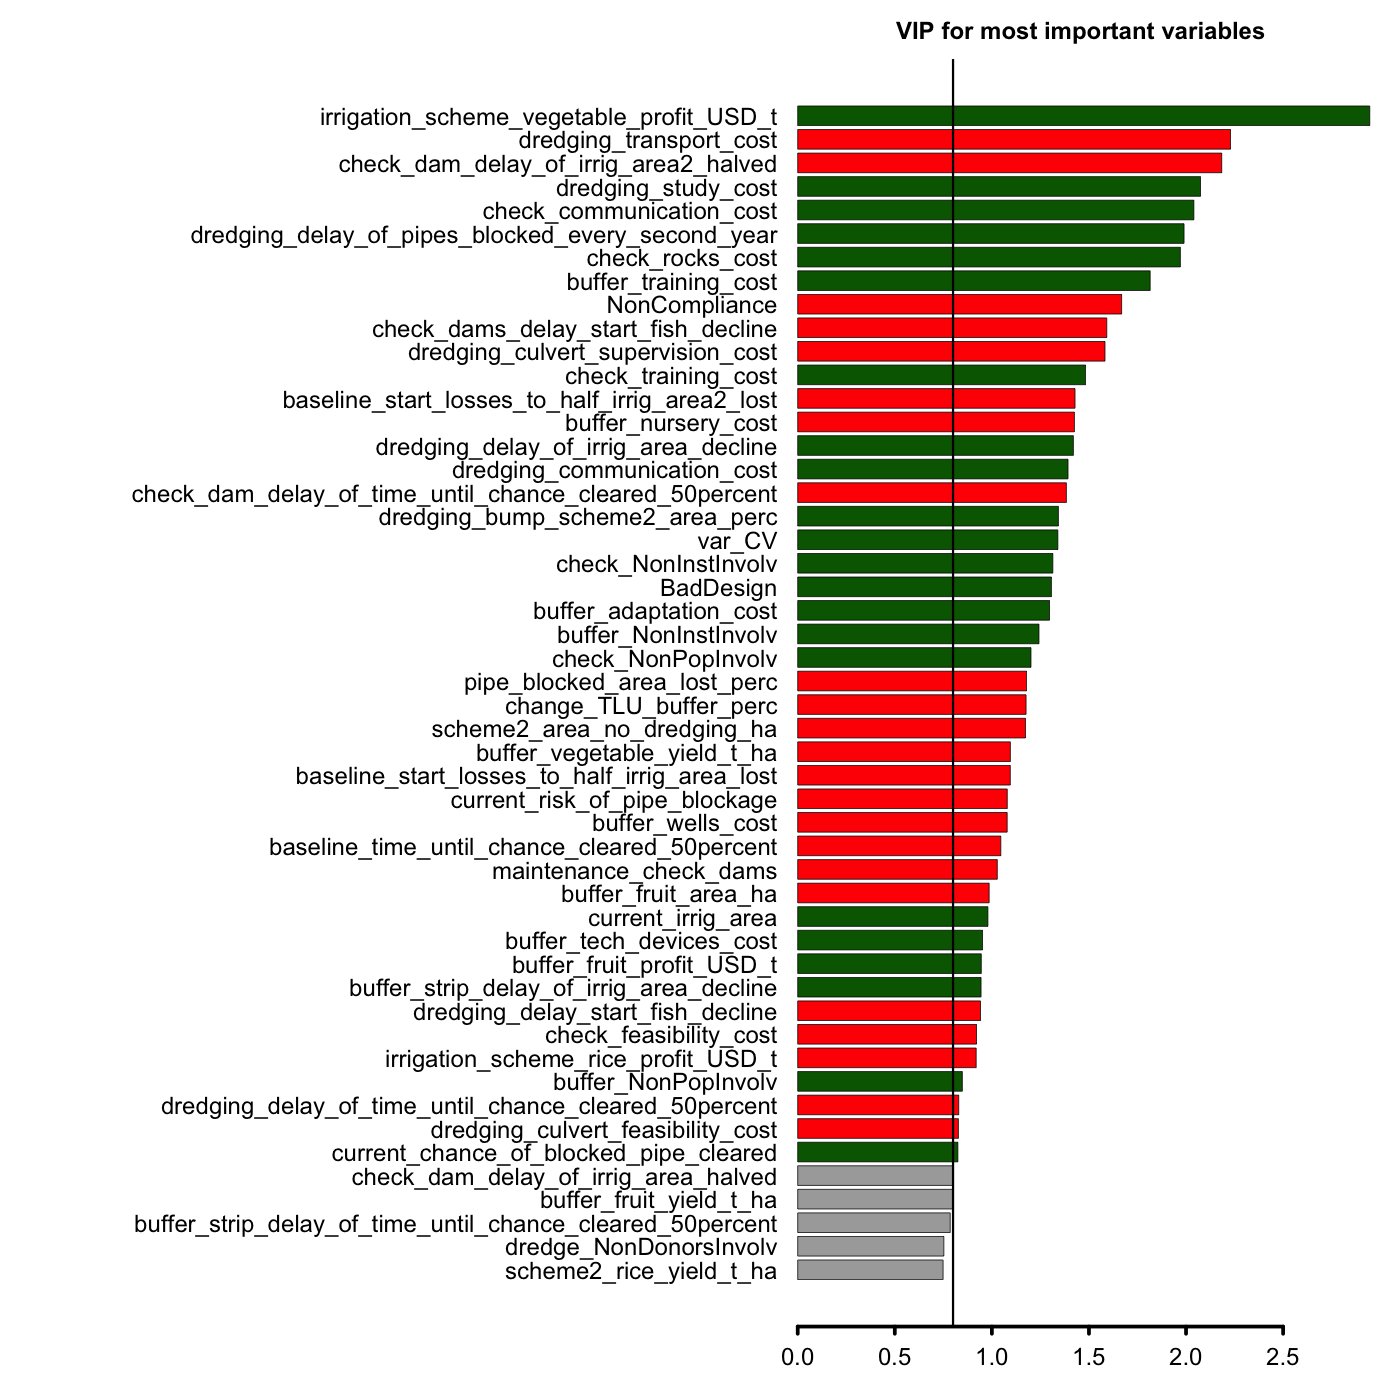 VIP for most important variables
irrigation_scheme_vegetable_profit_USD_t
dredging_transport_cost
check_dam_delay_of_irrig_area2_halved
dredging_study_cost
check_communication_cost
dredging_delay_of_pipes_blocked_every_second_year
check_rocks_cost
buffer_training_cost
NonCompliance
check_dams_delay_start_fish_decline
dredging_culvert_supervision_cost
check_training_cost
baseline_start_losses_to_half_irrig_area2_lost
buffer_nursery_cost
dredging_delay_of_irrig_area_decline
dredging_communication_cost
check_dam_delay_of_time_until_chance_cleared_50percent
dredging_bump_scheme2_area_perc
var_CV
check_NonInstInvolv
BadDesign
buffer_adaptation_cost
buffer_NonInstInvolv
check_NonPopInvolv
pipe_blocked_area_lost_perc
change_TLU_buffer_perc
scheme2_area_no_dredging_ha
buffer_vegetable_yield_t_ha
baseline_start_losses_to_half_irrig_area_lost
current_risk_of_pipe_blockage
buffer_wells_cost
baseline_time_until_chance_cleared_50percent
maintenance_check_dams
buffer_fruit_area_ha
current_irrig_area
buffer_tech_devices_cost
buffer_fruit_profit_USD_t
buffer_strip_delay_of_irrig_area_decline
dredging_delay_start_fish_decline
check_feasibility_cost
irrigation_scheme_rice_profit_USD_t
buffer_NonPopInvolv
dredging_delay_of_time_until_chance_cleared_50percent
dredging_culvert_feasibility_cost
current_chance_of_blocked_pipe_cleared
check_dam_delay_of_irrig_area_halved
buffer_fruit_yield_t_ha
buffer_strip_delay_of_time_until_chance_cleared_50percent
dredge_NonDonorsInvolv
scheme2_rice_yield_t_ha
0.0 0.5 1.0 1.5 2.0 2.5